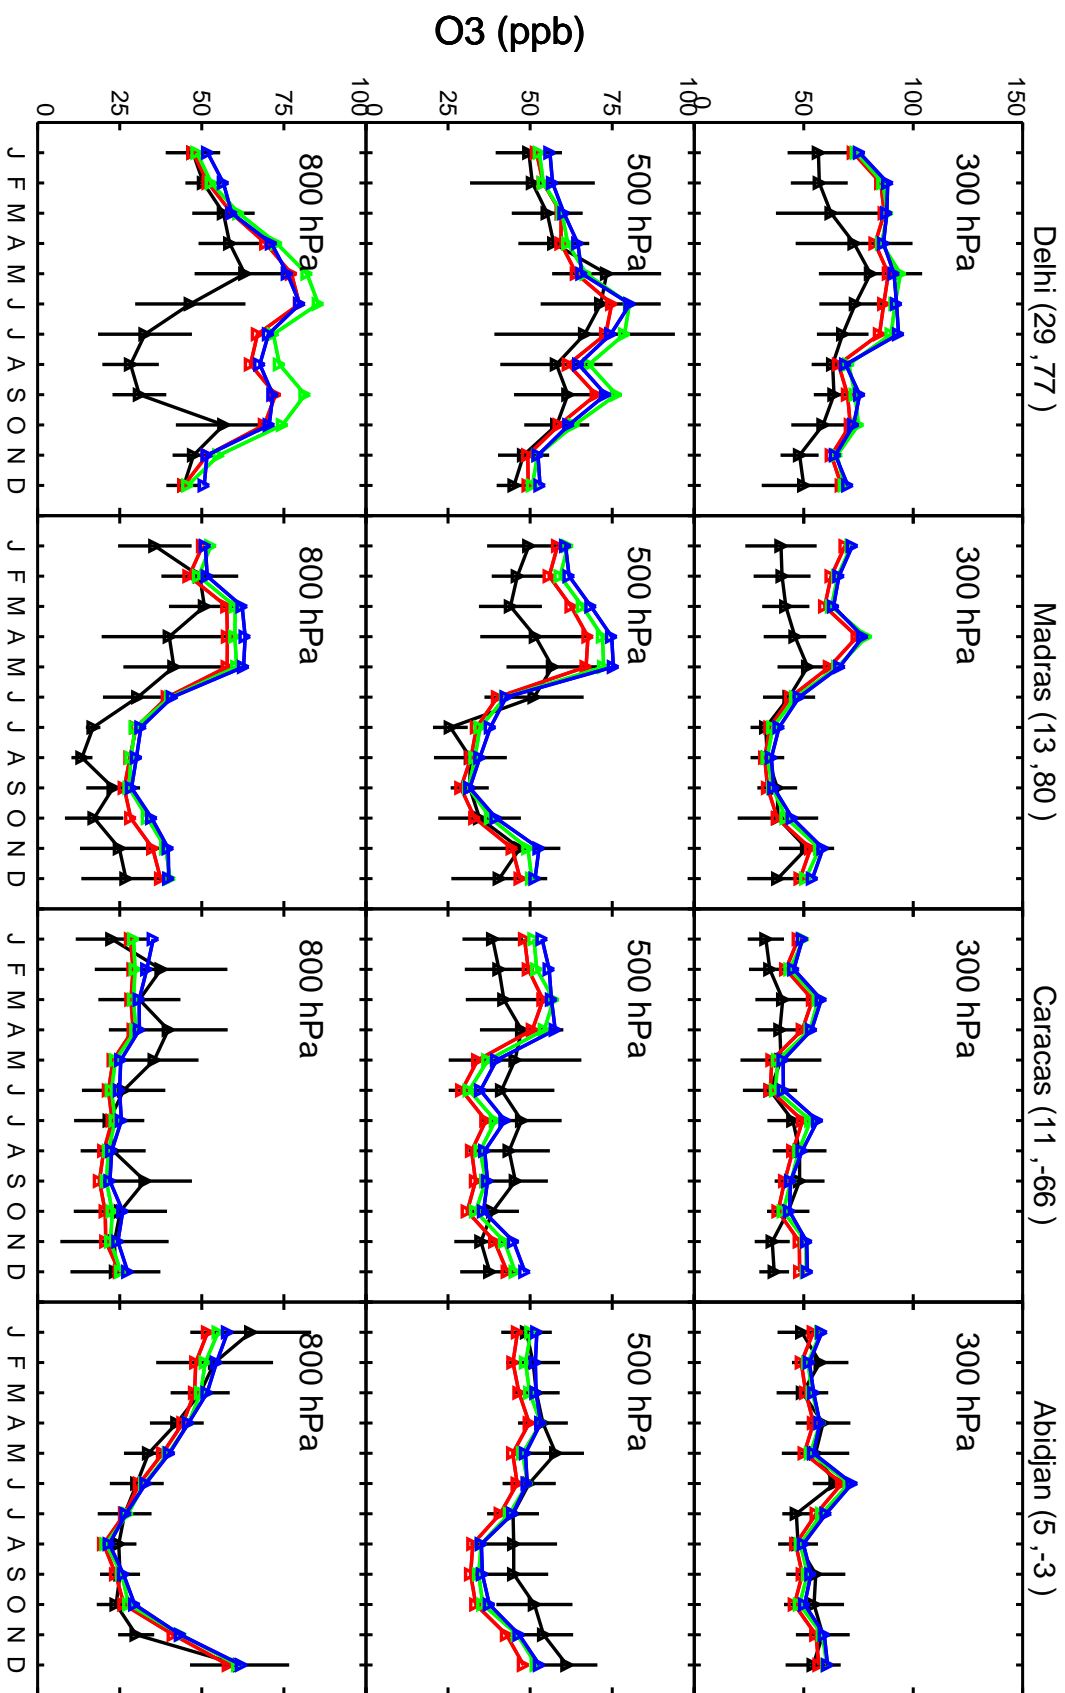 O3 (ppb)
Delhi (29 ,77 )
Madras (13 ,80 )
Caracas (11 ,-66 )
Abidjan (5 ,-3 )
150
100
50
0
300 hPa
300 hPa
300 hPa
300 hPa
100
75
50
25
0
500 hPa
500 hPa
500 hPa
500 hPa
100
75
50
25
0
800 hPa
800 hPa
800 hPa
800 hPa
J F M A M J J A S O N D
J F M A M J J A S O N D
J F M A M J J A S O N D
J F M A M J J A S O N D